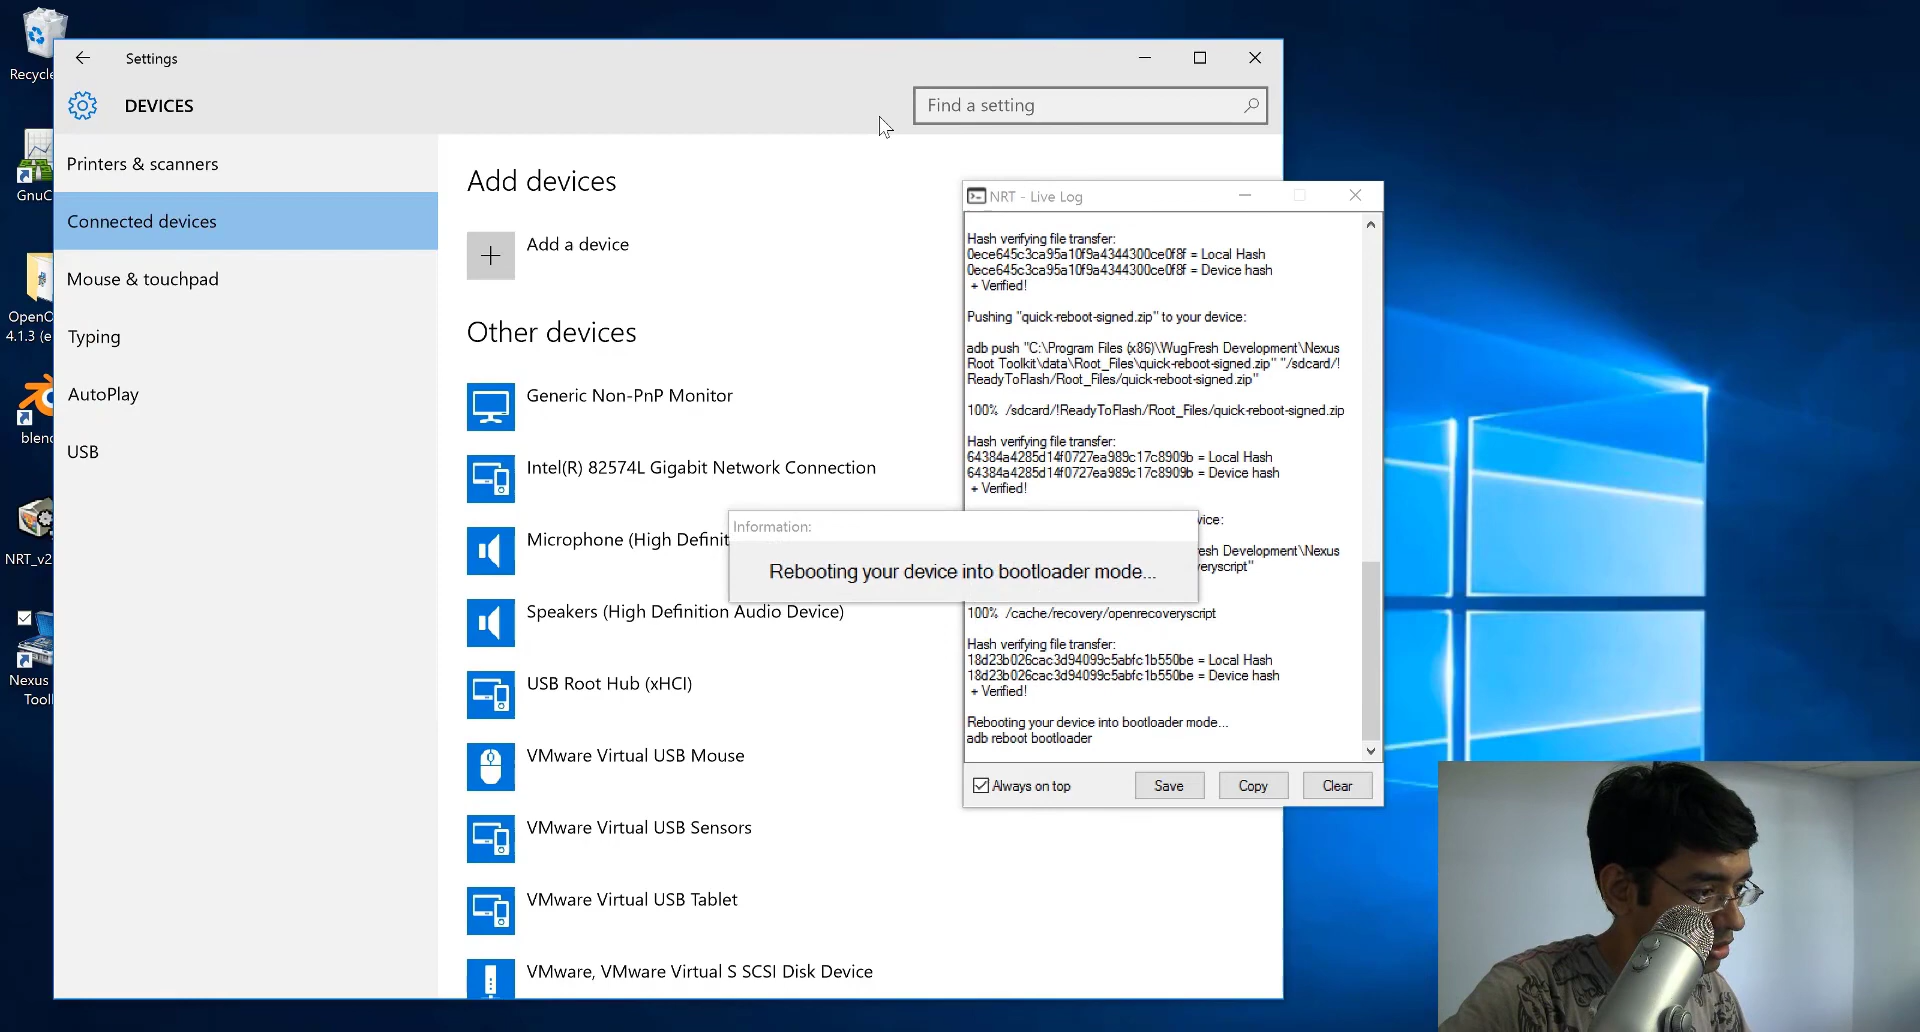 Recycle
GnuC
OpenO
4.1.3 (e
blend
NRT_v2
Nexus
Toolk
Settings
DEVICES
Find a setting
Printers & scanners
Connected devices
Mouse & touchpad
Typing
AutoPlay
USB
Add devices
Add a device
Other devices
Generic Non-PnP Monitor
Intel(R) 82574L Gigabit Network Connection
Microphone (High Definit
Speakers (High Definition Audio Device)
USB Root Hub (xHCI)
VMware Virtual USB Mouse
VMware Virtual USB Sensors
VMware Virtual USB Tablet
VMware, VMware Virtual S SCSI Disk Device
NRT - Live Log
Hash verifying file transfer:
0ece645c3ca95a10f9a4344300ce0f8f = Local Hash
0ece645c3ca95a10f9a4344300ce0f8f = Device hash
+ Verified!
Pushing "quick-reboot-signed.zip" to your device:
adb push "C:\Program Files (x86)\WugFresh Development\Nexus
Root Toolkit\data\Root_Files\quick-reboot-signed.zip" "/sdcard/!
ReadyToFlash/Root_Files/quick-reboot-signed.zip"
100% /sdcard/!ReadyToFlash/Root_Files/quick-reboot-signed.zip
Hash verifying file transfer:
64384a4285d14f0727ea989c17c8909b = Local Hash
64384a4285d14f0727ea989c17c8909b = Device hash
+ Verified!
vice:
esh Development\Nexus
veryscript"
100% /cache/recovery/openrecoveryscript
Hash verifying file transfer:
18d23b026cac3d94099c5abfc1b550be = Local Hash
18d23b026cac3d94099c5abfc1b550be = Device hash
+ Verified!
Rebooting your device into bootloader mode...
adb reboot bootloader
Always on top
Save
Copy
Clear
Information:
Rebooting your device into bootloader mode...